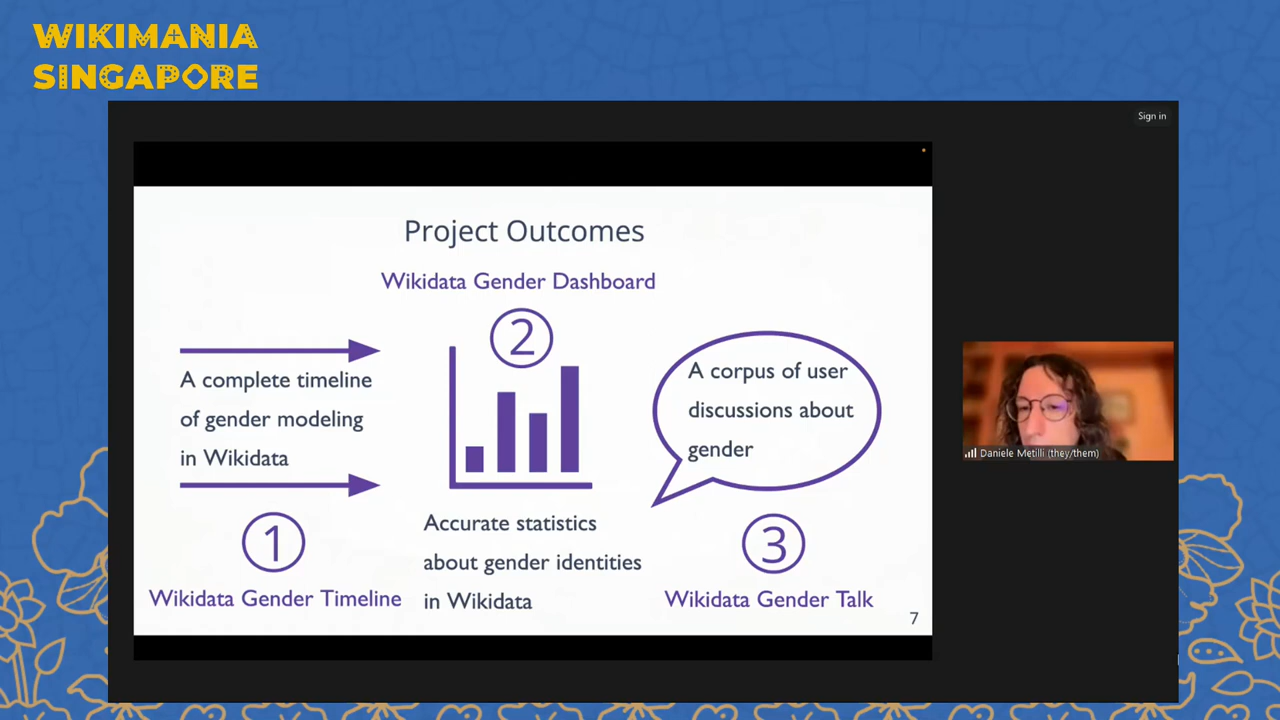 WIKIMANIA
SINGAPORE
Sign in
Project Outcomes
Wikidata Gender Dashboard
2
A complete timeline
of gender modeling
in Wikidata
1
Wikidata Gender Timeline
Accurate statistics
about gender identities
in Wikidata
A corpus of user
discussions about
gender
3
Wikidata Gender Talk
7
Daniele Metilli (they/them)